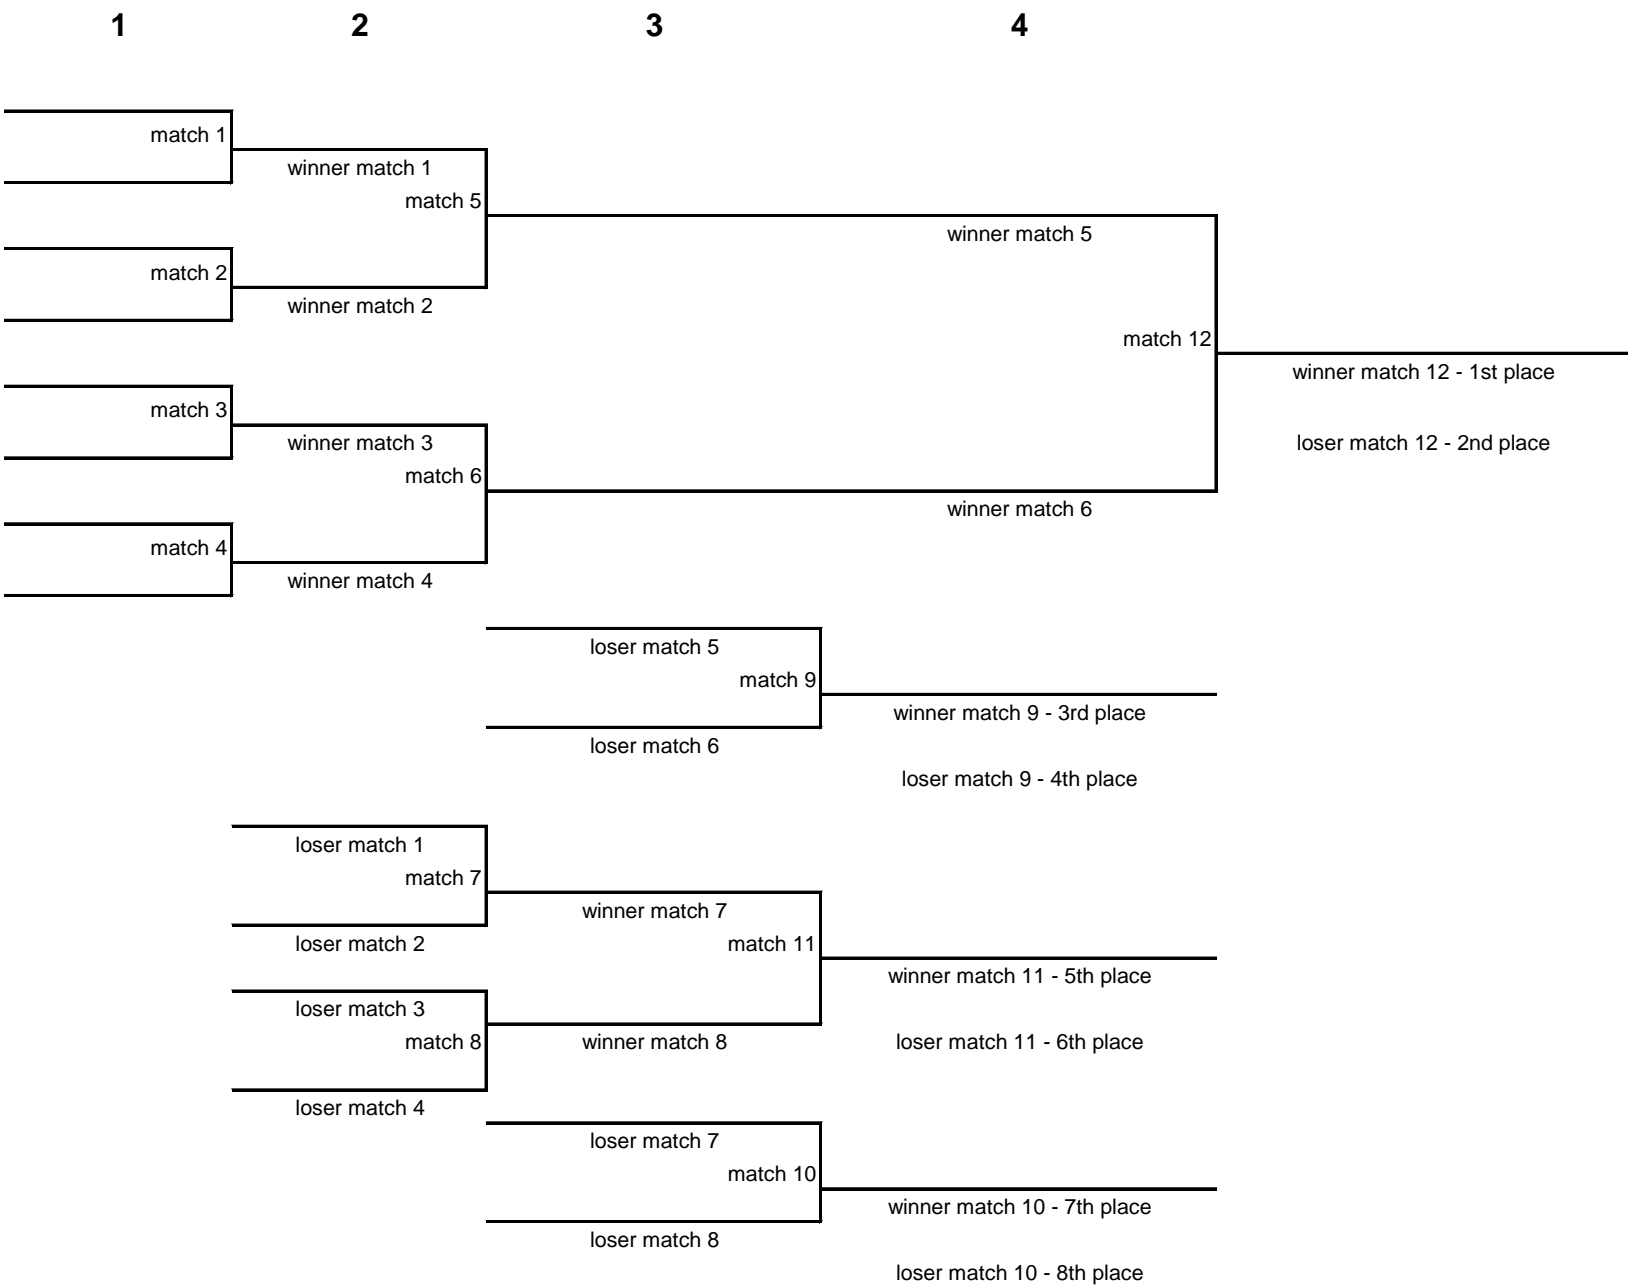 1 2 3 4
match 1
winner match 1
match 5
winner match 5
match 2
winner match 2
match 12
winner match 12 - 1st place
match 3
winner match 3
loser match 12 - 2nd place
match 6
winner match 6
match 4
winner match 4
loser match 5
match 9
winner match 9 - 3rd place
loser match 6
loser match 9 - 4th place
loser match 1
match 7
winner match 7
loser match 2
match 11
winner match 11 - 5th place
loser match 3
match 8
winner match 8
loser match 11 - 6th place
loser match 4
loser match 7
match 10
winner match 10 - 7th place
loser match 8
loser match 10 - 8th place